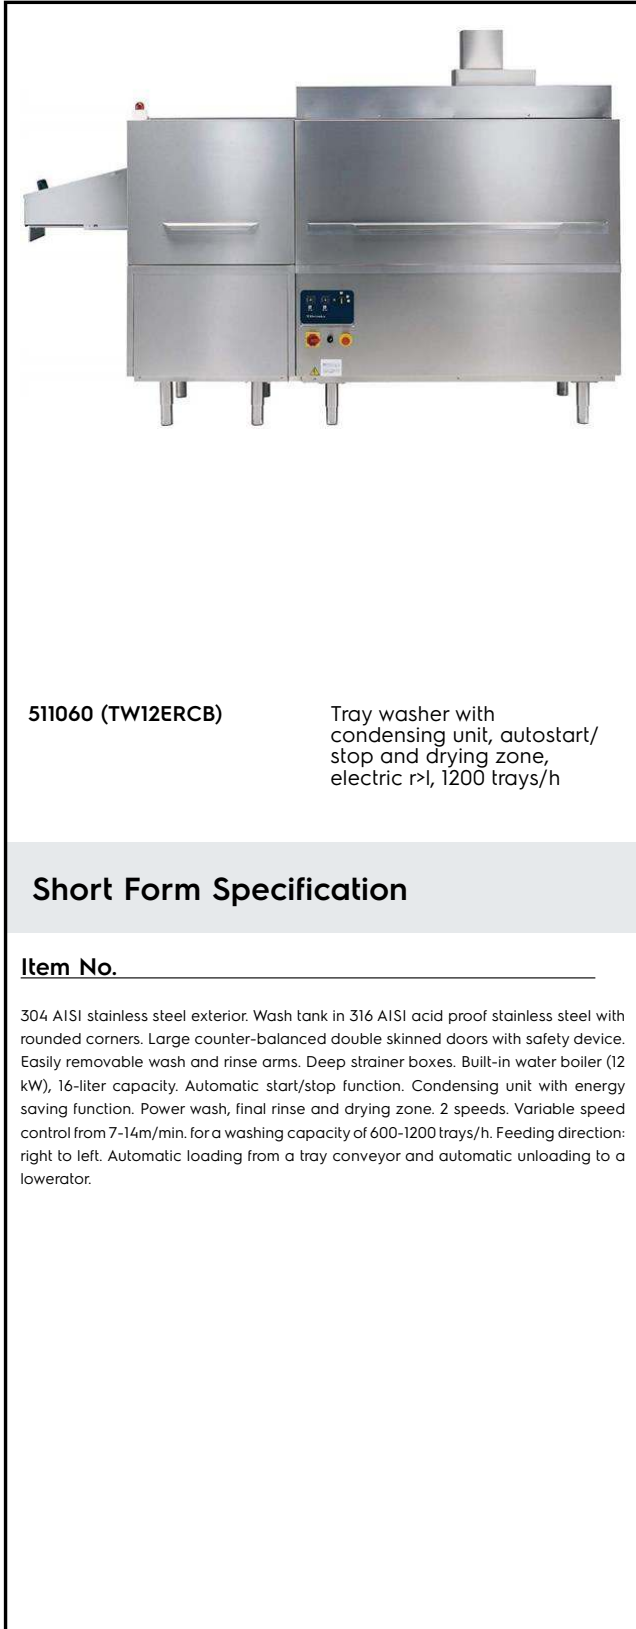 511060 (TW12ERCB)
Tray washer with
condensing unit, autostart/
stop and drying zone,
electric r>l, 1200 trays/h
Short Form Specification
Item No.
304 AISI stainless steel exterior. Wash tank in 316 AISI acid proof stainless steel with
rounded corners. Large counter-balanced double skinned doors with safety device.
Easily removable wash and rinse arms. Deep strainer boxes. Built-in water boiler (12
kW), 16-liter capacity. Automatic start/stop function. Condensing unit with energy
saving function. Power wash, final rinse and drying zone. 2 speeds. Variable speed
control from 7-14m/min. for a washing capacity of 600-1200 trays/h. Feeding direction:
right to left. Automatic loading from a tray conveyor and automatic unloading to a
lowerator.